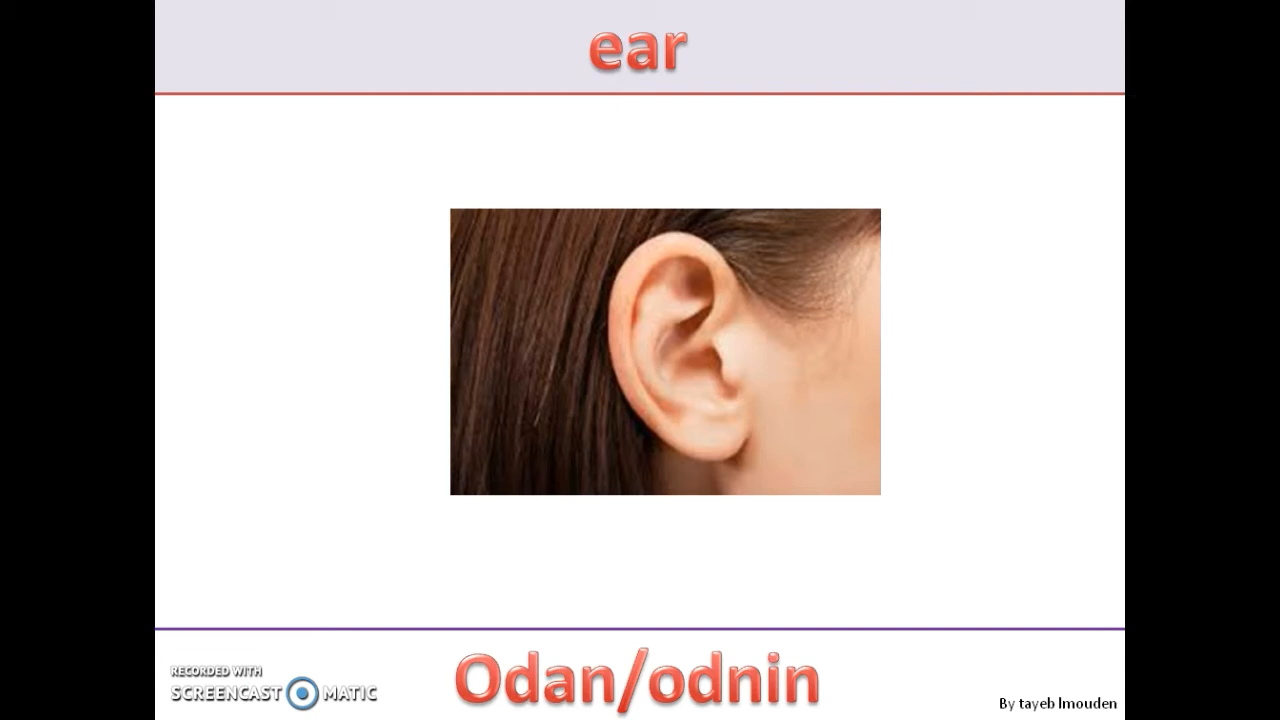 ear
RECORDED WITH
SCREENCAST MATIC
Odan/odnin
By tayeb lmouden